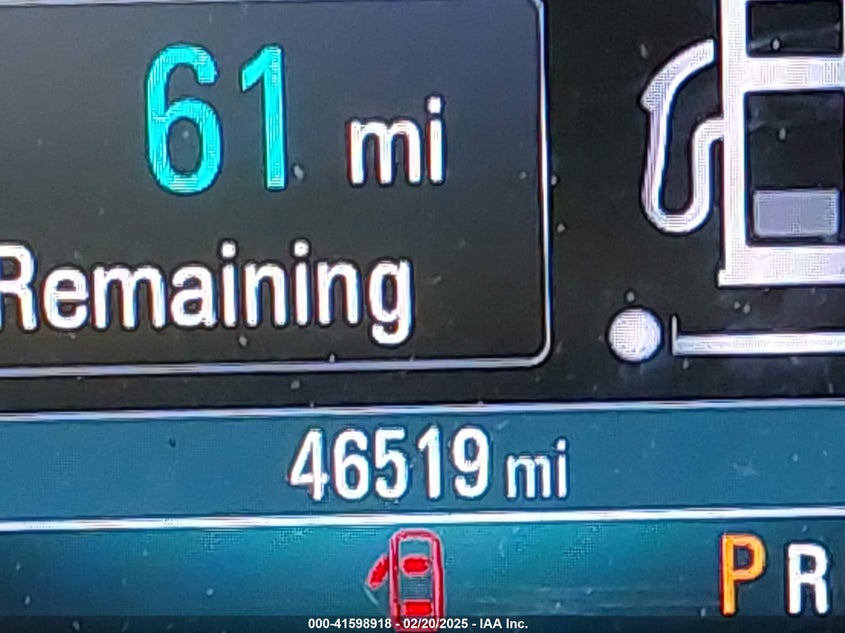 61 mi
Remaining
46519 mi
P R
000-41598918 - 02/20/2025 - IAA Inc.